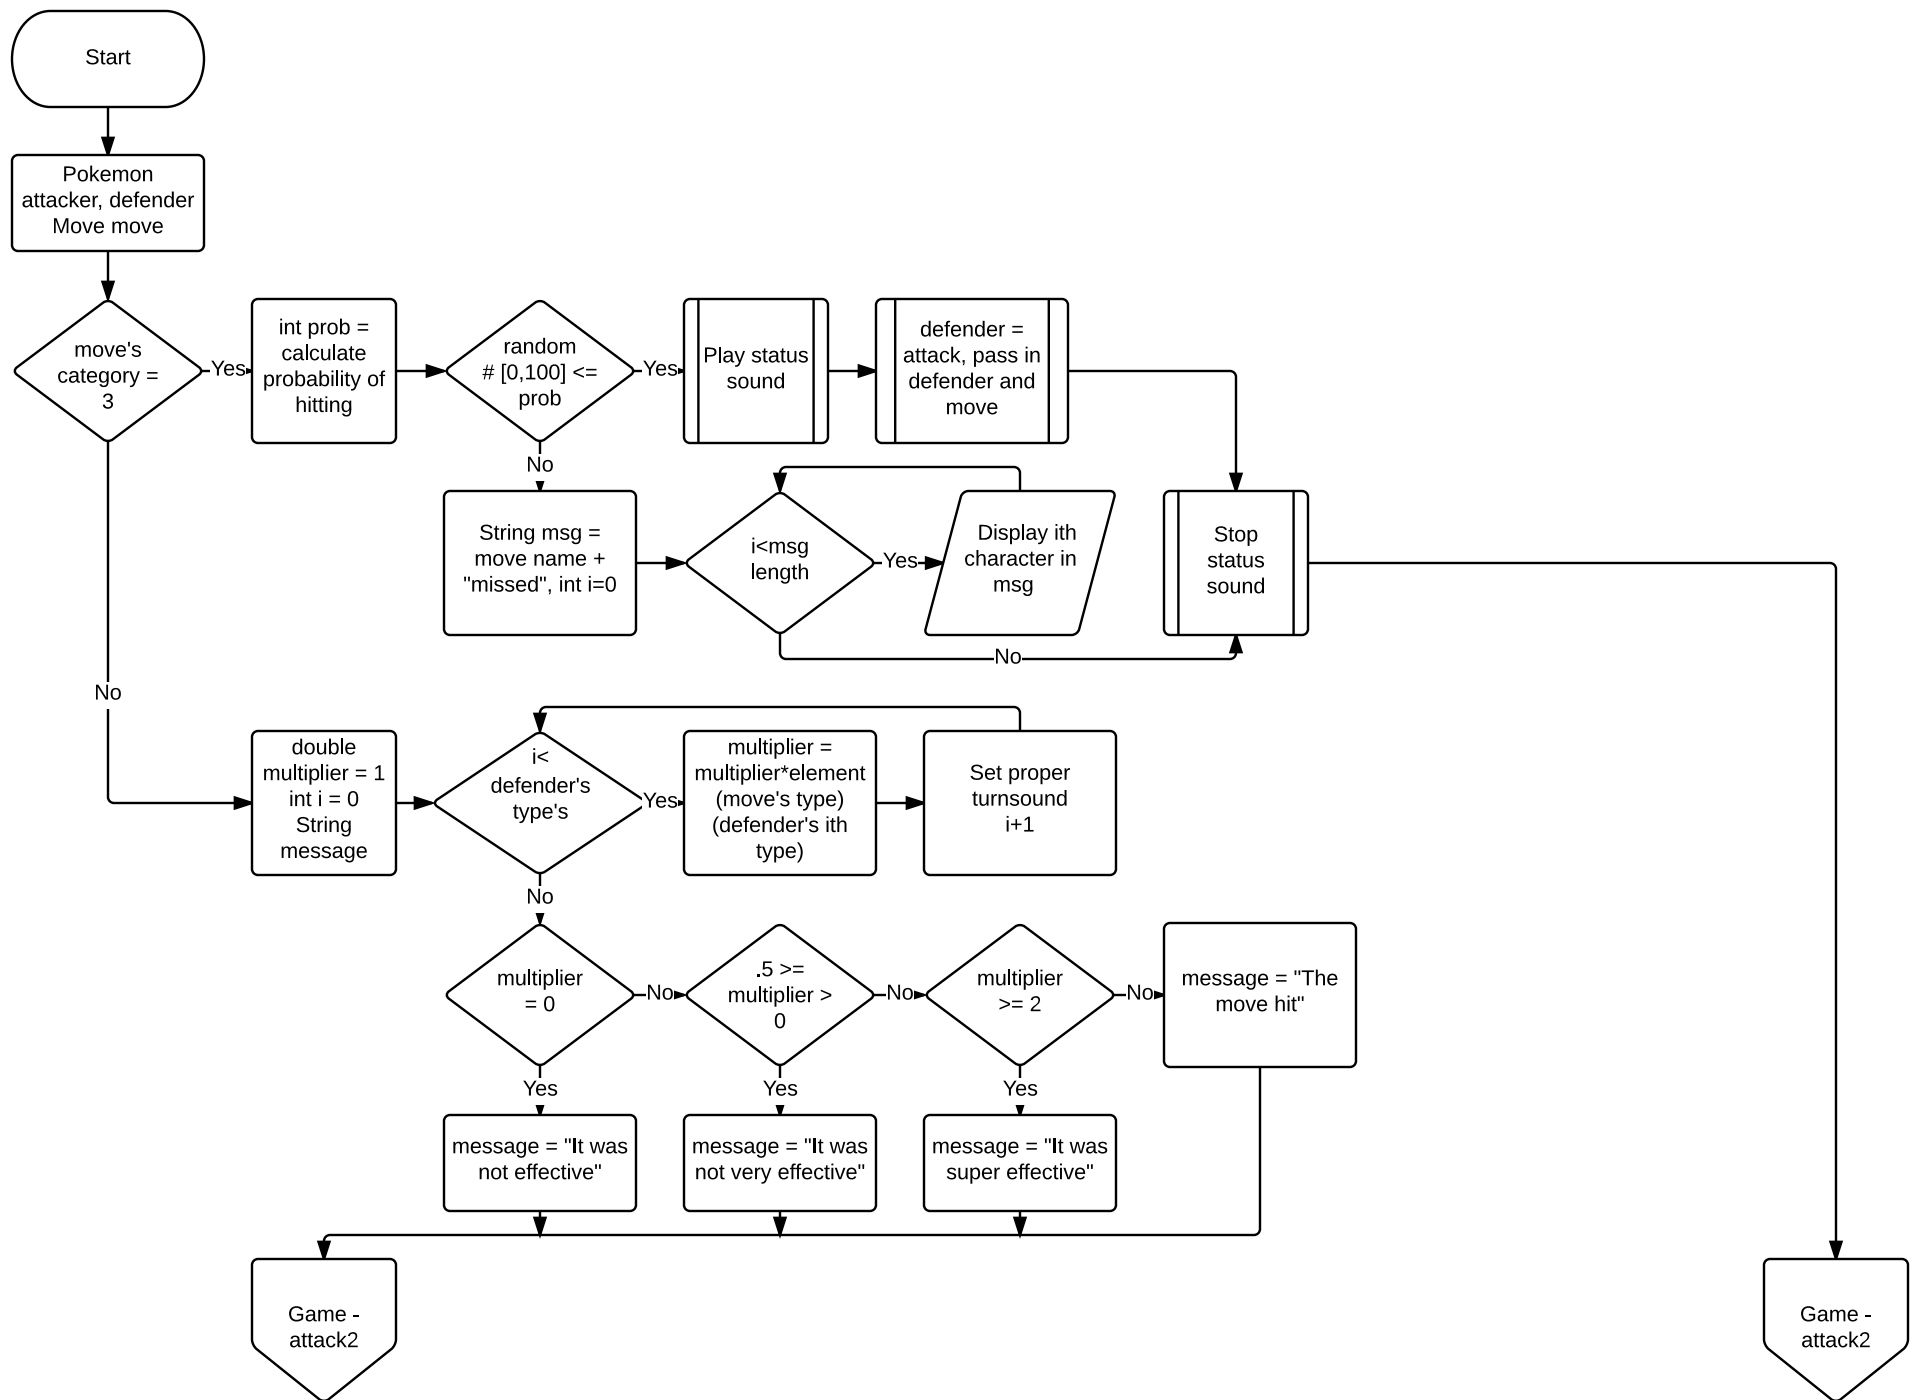 Start
Pokemon
attacker, defender
Move move
move's
category =
3
Yes
int prob =
calculate
probability of
hitting
random
# [0,100] <=
prob
Yes
Play status
sound
defender =
attack, pass in
defender and
move
No
String msg =
move name +
"missed", int i=0
i<msg
length
Yes
Display ith
character in
msg
Stop
status
sound
No
No
double
multiplier = 1
int i = 0
String
message
i<
defender's
type's
Yes
multiplier =
multiplier*element
(move's type)
(defender's ith
type)
Set proper
turnsound
i+1
No
multiplier
= 0
No
.5 >=
multiplier >
0
No
multiplier
>= 2
No
message = "The
move hit"
Yes
Yes
Yes
message = "It was
not effective"
message = "It was
not very effective"
message = "It was
super effective"
Game -
attack2
Game -
attack2